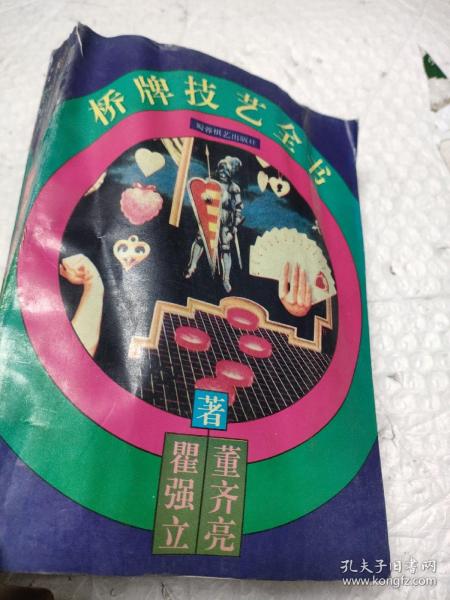 桥牌技艺全书
蜀蓉棋艺出版社
著
董齐亮
瞿强立
孔夫子旧书网
www.kongfz.com